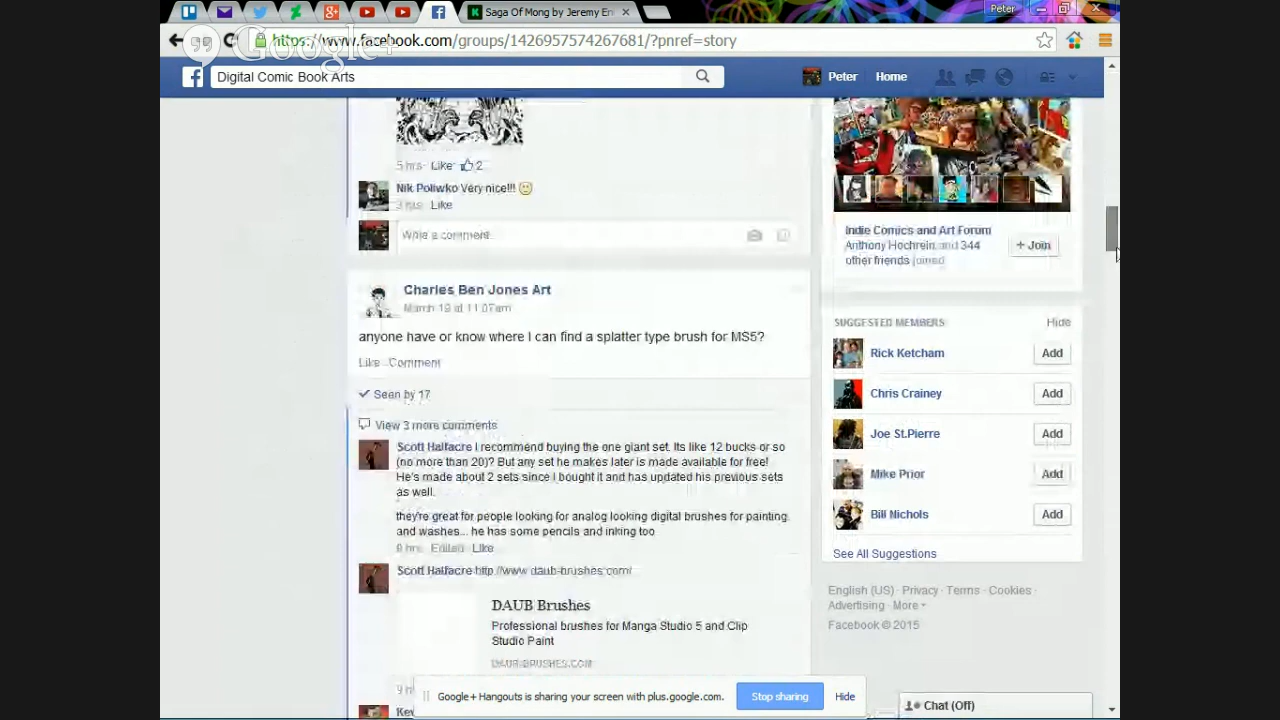 Peter
Saga Of Mong by Jeremy En
https://www.facebook.com/groups/1426957574267681/?pnref=story
Google+
Digital Comic Book Arts
Peter
Home
5 hrs · Like · 2
Nik Poliwko Very nice!!!
Like
Write a comment
Indie Comics and Art Forum
Anthony Hochrein and 344
other friends joined
+ Join
Charles Ben Jones Art
March 19 at 11:07am
anyone have or know where I can find a splatter type brush for MS5?
Like · Comment
Seen by 17
View 3 more comments
Scott Halfacre I recommend buying the one giant set. Its like 12 bucks or so
(no more than 20)? But any set he makes later is made available for free!
He's made about 2 sets since I bought it and has updated his previous sets
as well.
they're great for people looking for analog looking digital brushes for painting
and washes... he has some pencils and inking too
9 hrs · Edited · Like
Scott Halfacre http://www.daub-brushes.com/
DAUB Brushes
Professional brushes for Manga Studio 5 and Clip
Studio Paint
DAUB-BRUSHES.COM
SUGGESTED MEMBERS
Hide
Rick Ketcham
Add
Chris Crainey
Add
Joe St.Pierre
Add
Mike Prior
Add
Bill Nichols
Add
See All Suggestions
English (US) · Privacy · Terms · Cookies ·
Advertising · More
Facebook © 2015
Google+ Hangouts is sharing your screen with plus.google.com.
Stop sharing
Hide
Chat (Off)